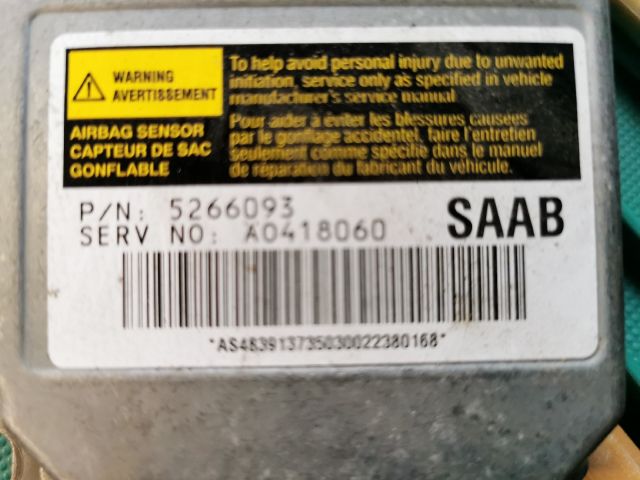 WARNING
AVERTISSEMENT
AIRBAG SENSOR
CAPTEUR DE SAC
GONFLABLE
To help avoid personal injury due to unwanted
initiation, service only as specified in vehicle
manufacturer's service manual.
Pour aider à éviter les blessures causées
par le gonflage accidentel, faire l'entretien
seulement comme spécifié dans le manuel
de réparation du fabricant du véhicule.
P/N: 5266093
SERV NO: A0418060
SAAB
*AS483913735030022380168*